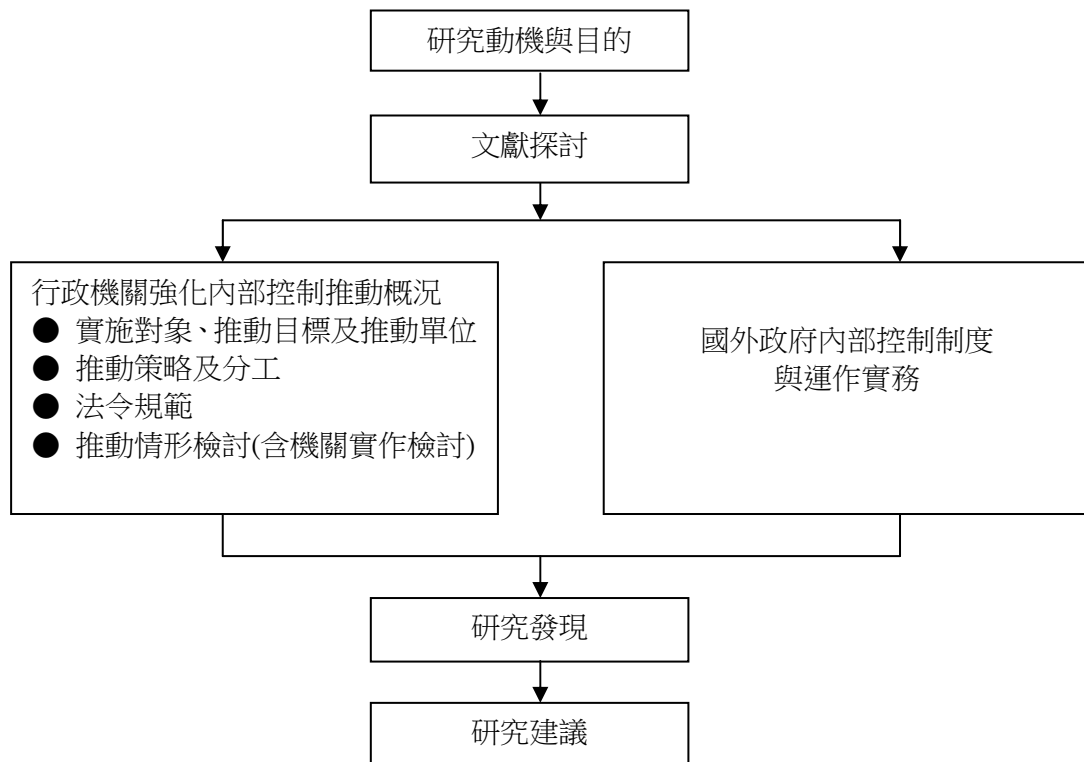 研究動機與目的
文獻探討
行政機關強化內部控制推動概況
● 實施對象、推動目標及推動單位
● 推動策略及分工
● 法令規範
● 推動情形檢討(含機關實作檢討)
國外政府內部控制制度
與運作實務
研究發現
研究建議